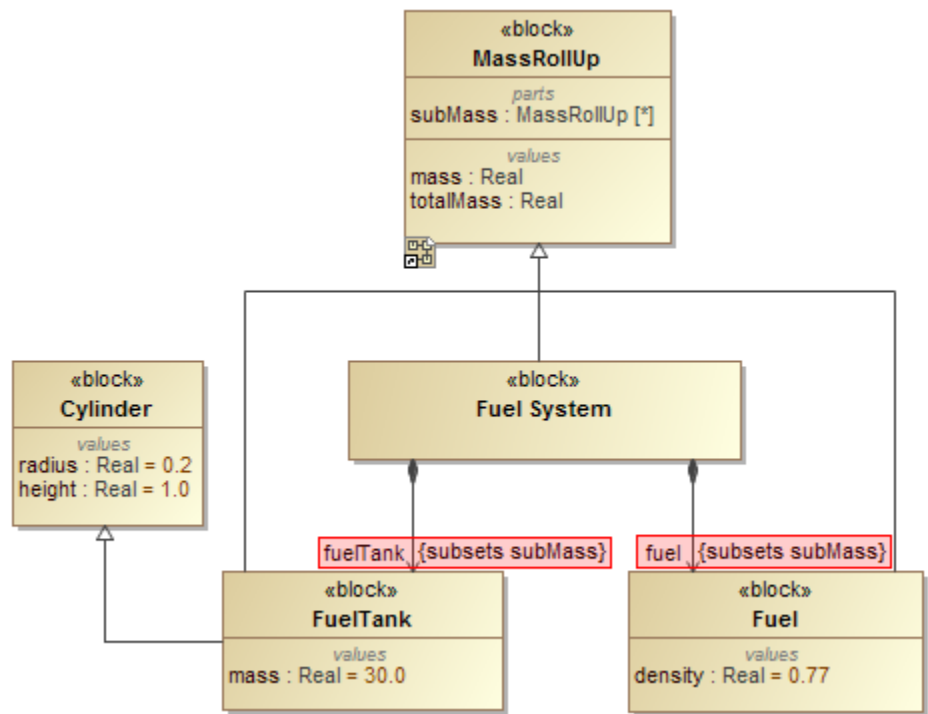 «block»
MassRollUp
parts
subMass : MassRollUp [*]
values
mass : Real
totalMass : Real
«block»
Cylinder
values
radius : Real = 0.2
height : Real = 1.0
«block»
Fuel System
fuelTank {subsets subMass}
fuel {subsets subMass}
«block»
FuelTank
values
mass : Real = 30.0
«block»
Fuel
values
density : Real = 0.77